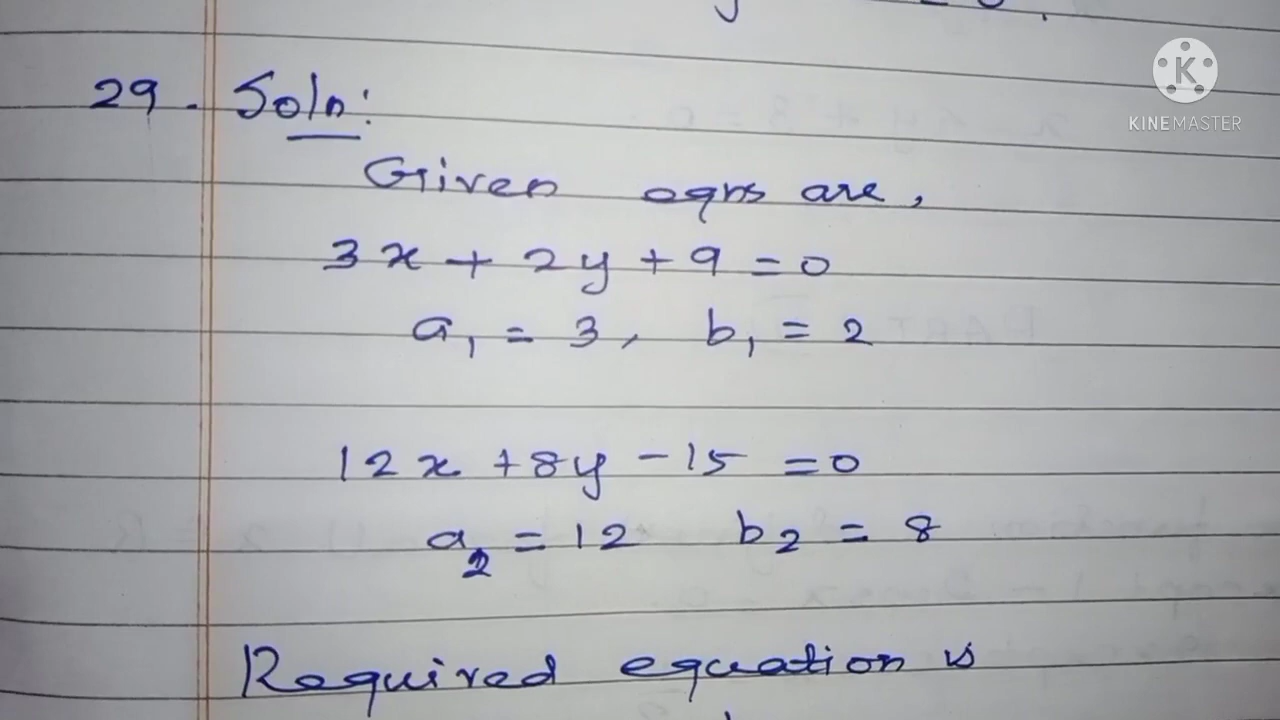 29. Soln:
Given eqns are,
3x + 2y + 9 = 0
a₁ = 3, b₁ = 2
12x + 8y - 15 = 0
a₂ = 12 b₂ = 8
Required equation is
K
KINEMASTER